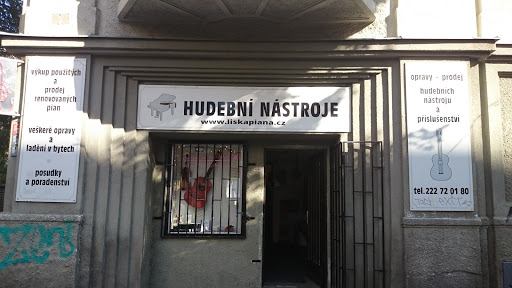 výkup použitých
a
prodej
renovovaných
pian
veškeré opravy
a
ladění v bytech
posudky
a poradenství
HUDEBNÍ NÁSTROJE
www.liskapiana.cz
opravy – prodej
hudebních
nástrojů
a
příslušenství
tel. 222 72 01 80